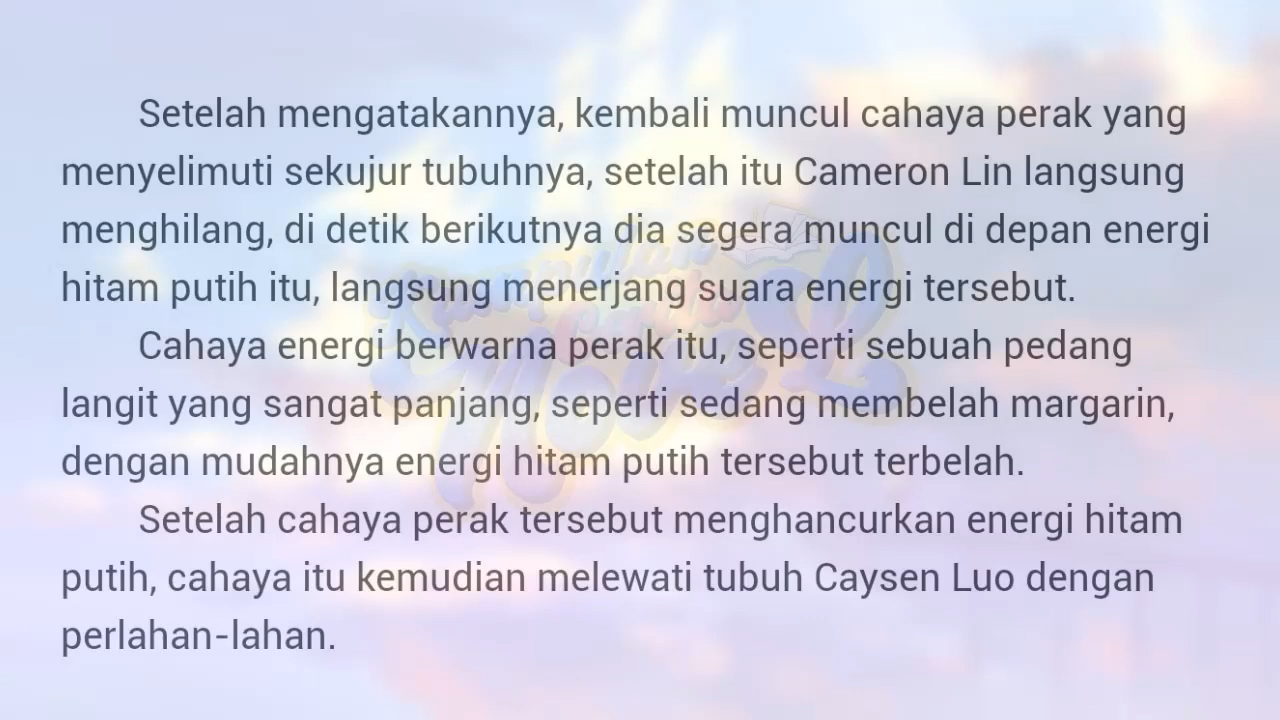 Setelah mengatakannya, kembali muncul cahaya perak yang
menyelimuti sekujur tubuhnya, setelah itu Cameron Lin langsung
menghilang, di detik berikutnya dia segera muncul di depan energi
hitam putih itu, langsung menerjang suara energi tersebut.
Cahaya energi berwarna perak itu, seperti sebuah pedang
langit yang sangat panjang, seperti sedang membelah margarin,
dengan mudahnya energi hitam putih tersebut terbelah.
Setelah cahaya perak tersebut menghancurkan energi hitam
putih, cahaya itu kemudian melewati tubuh Caysen Luo dengan
perlahan-lahan.